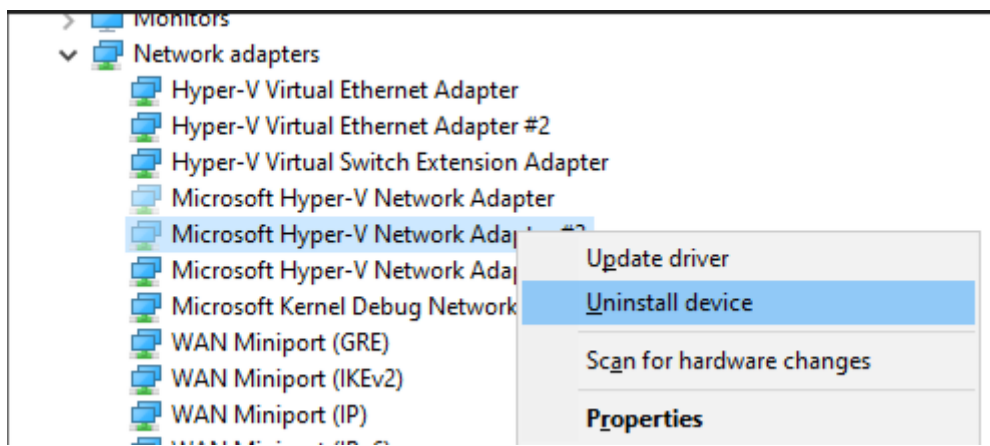 Monitors
Network adapters
Hyper-V Virtual Ethernet Adapter
Hyper-V Virtual Ethernet Adapter #2
Hyper-V Virtual Switch Extension Adapter
Microsoft Hyper-V Network Adapter
Microsoft Hyper-V Network
Microsoft Hyper-V Network
Microsoft Kernel Debug Network
WAN Miniport (GRE)
WAN Miniport (IKEv2)
WAN Miniport (IP)
Update driver
Uninstall device
Scan for hardware changes
Properties